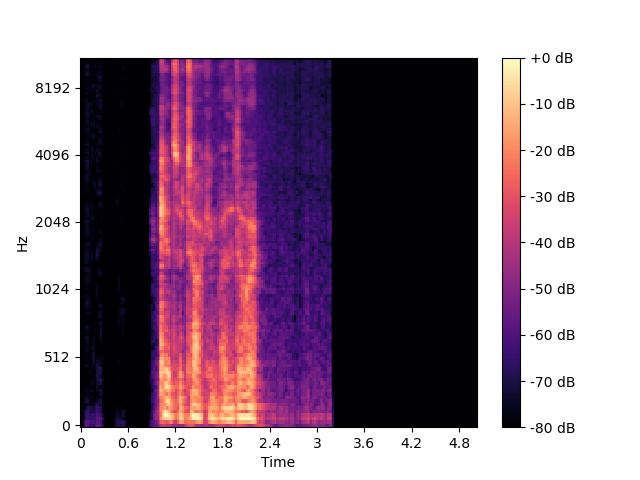 +0 dB
8192
-10 dB
4096
-20 dB
-30 dB
2048
-40 dB
Hz
1024
-50 dB
-60 dB
512
-70 dB
0
-80 dB
0 0.6 1.2 1.8 2.4 3 3.6 4.2 4.8
Time